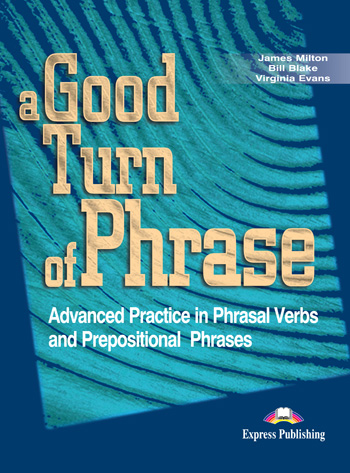 James Milton
Bill Blake
Virginia Evans
a Good
Turn
of Phrase
Advanced Practice in Phrasal Verbs
and Prepositional Phrases
Express Publishing